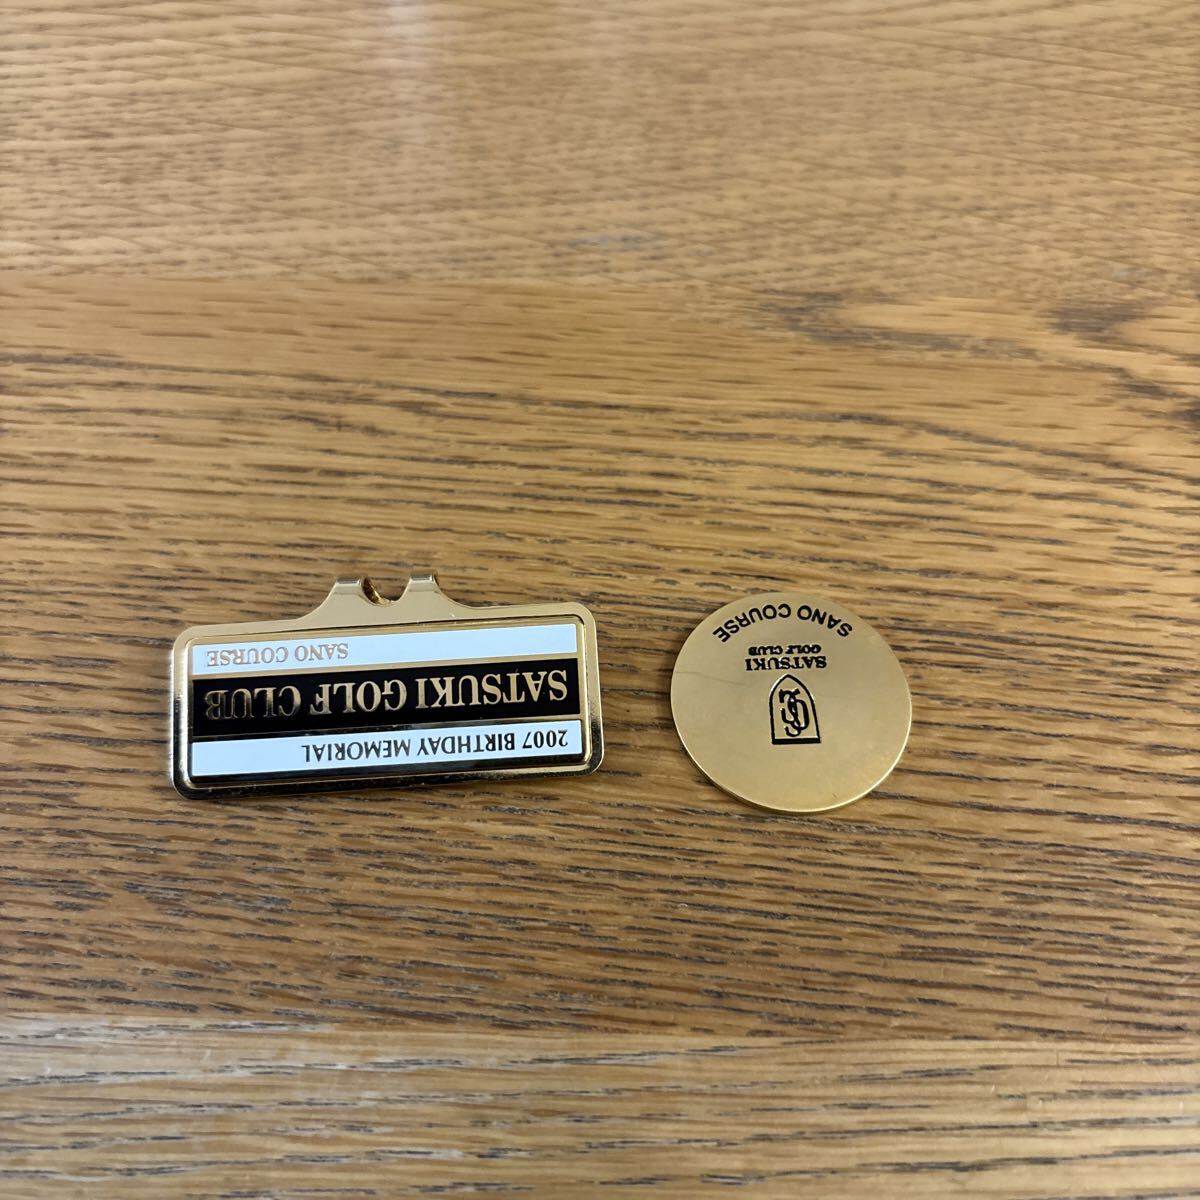 2007 BIRTHDAY MEMORIAL
SATSUKI GOLF CLUB
SANO COURSE
SATSUKI
GOLF CLUB
SANO COURSE